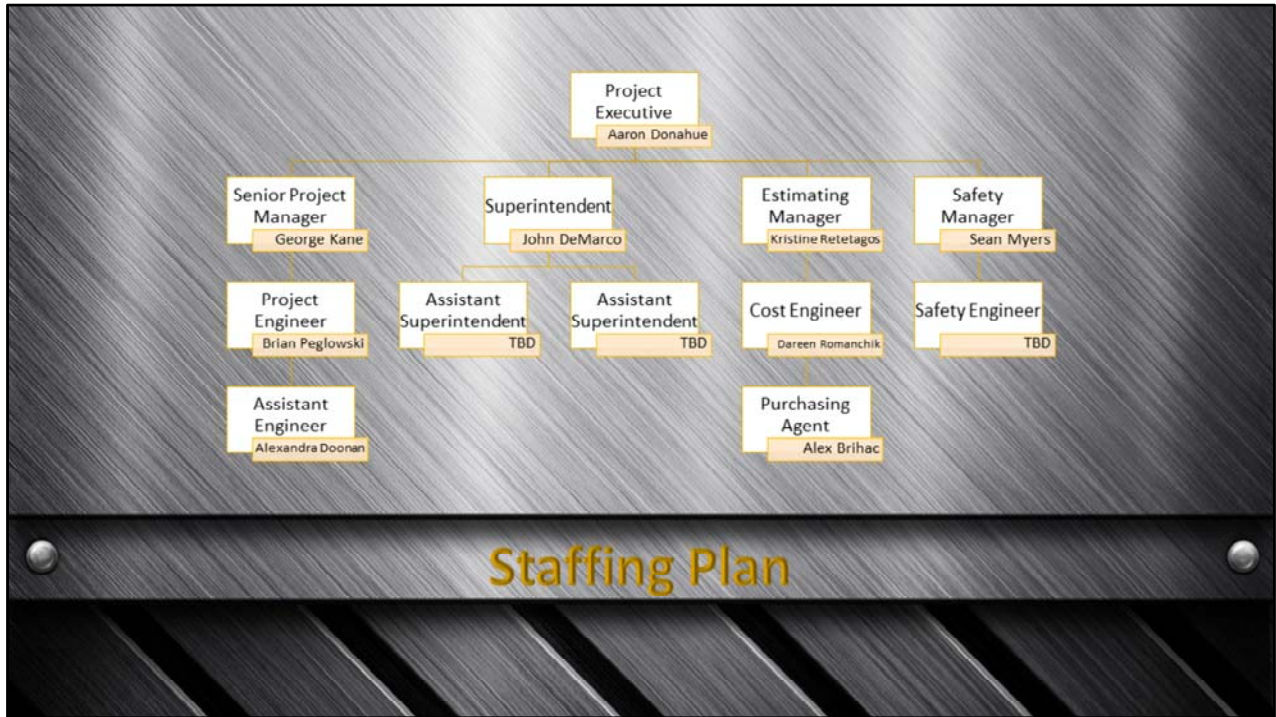 Project
Executive
Aaron Donahue
Senior Project
Manager
George Kane
Superintendent
John DeMarco
Estimating
Manager
Kristine Retetagos
Safety
Manager
Sean Myers
Project
Engineer
Brian Peglowski
Assistant
Superintendent
TBD
Assistant
Superintendent
TBD
Cost Engineer
Dareen Romanchik
Safety Engineer
TBD
Assistant
Engineer
Alexandra Doonan
Purchasing
Agent
Alex Brihac
Staffing Plan